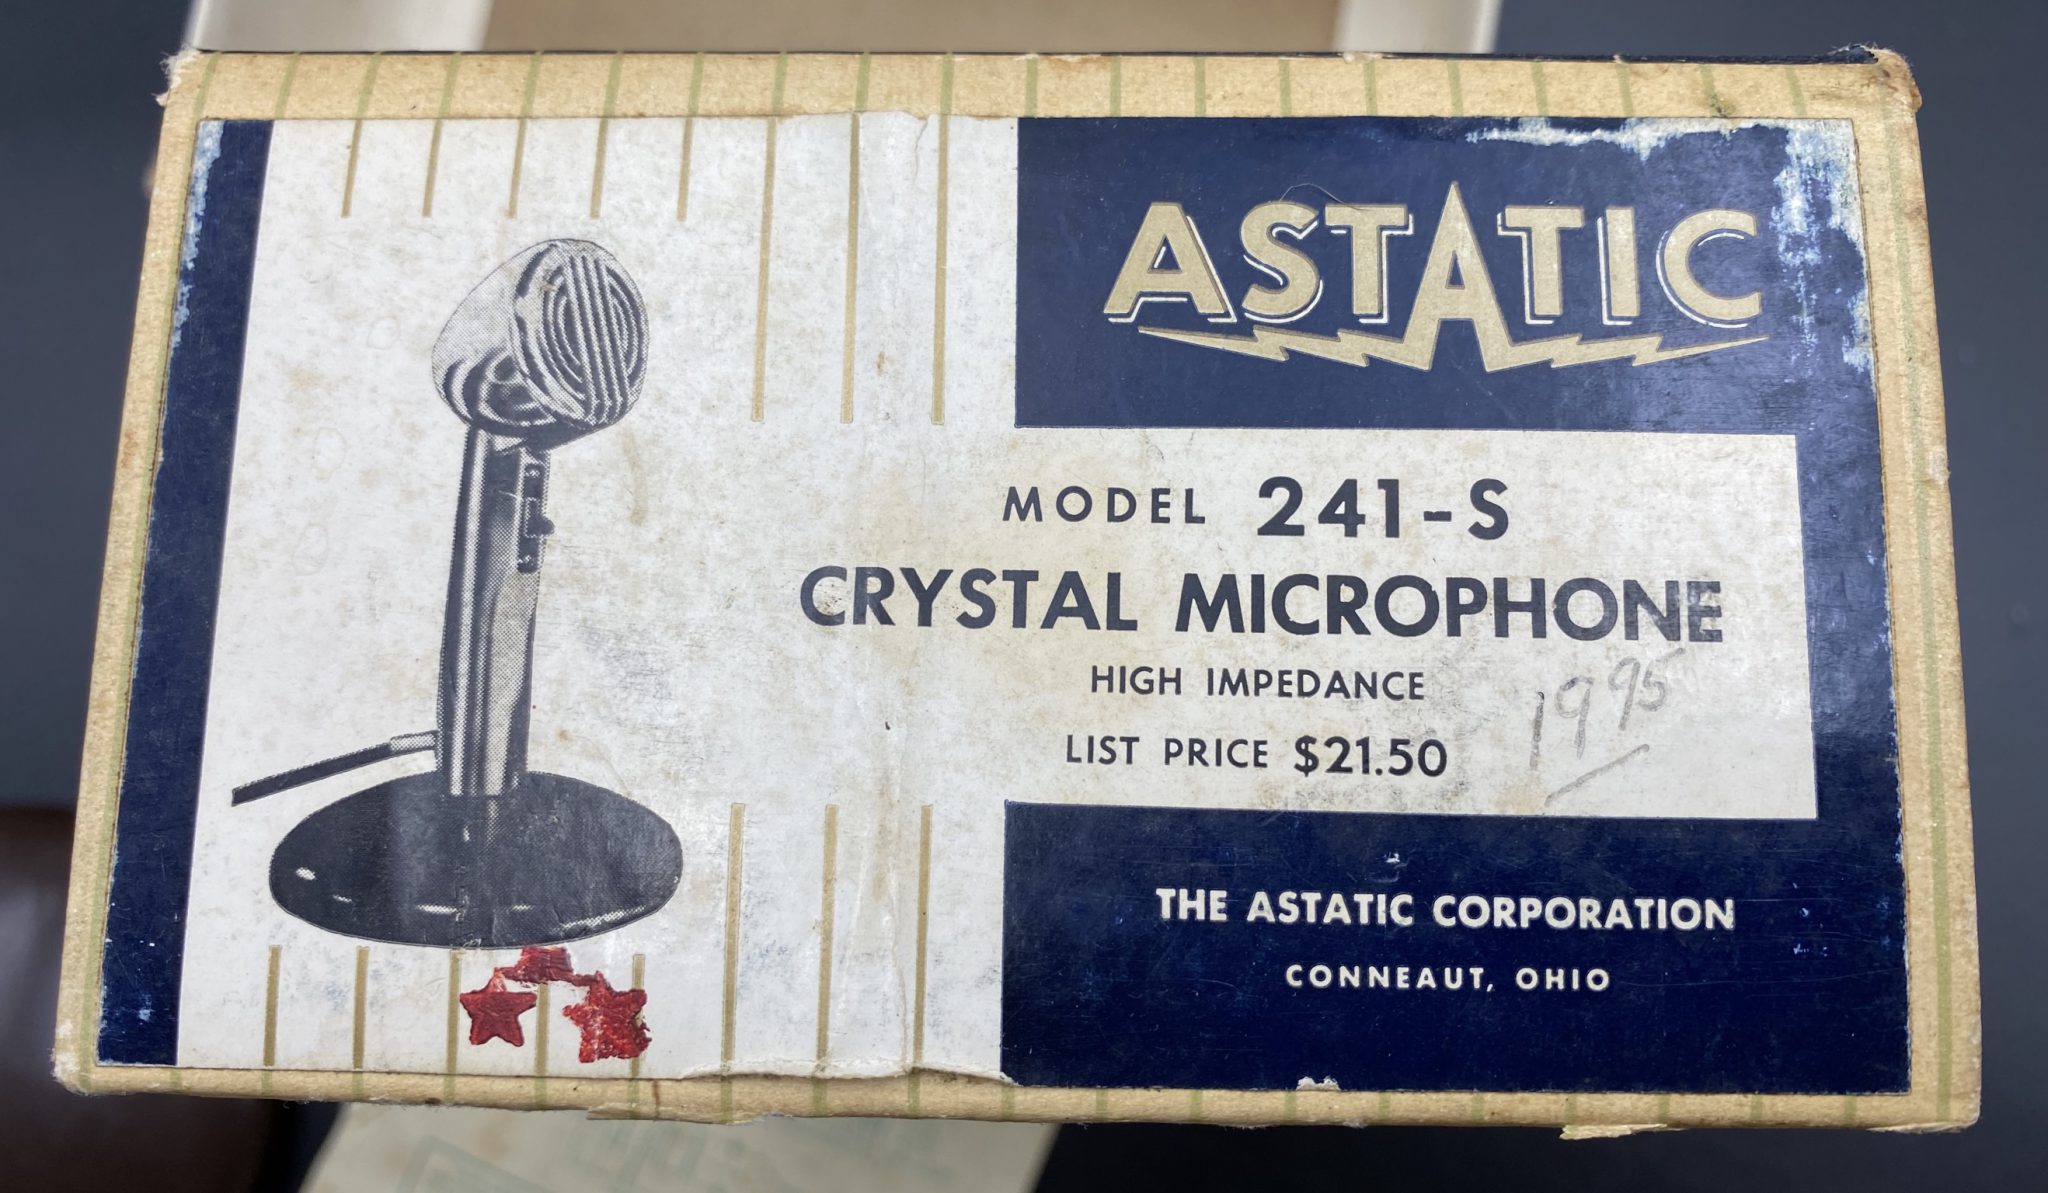 ASTATIC
MODEL 241-S
CRYSTAL MICROPHONE
HIGH IMPEDANCE
LIST PRICE $21.50
1995
THE ASTATIC CORPORATION
CONNEAUT, OHIO